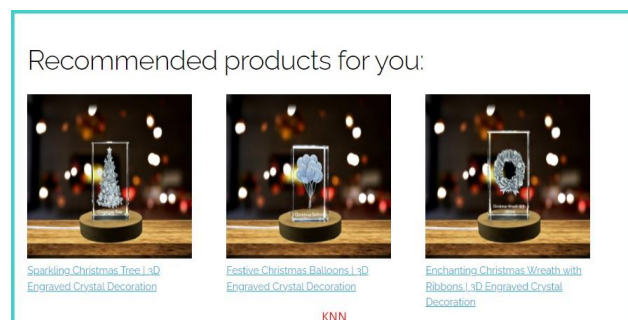 Recommended products for you:
Sparkling Christmas Tree | 3D
Engraved Crystal Decoration
Festive Christmas Balloons | 3D
Engraved Crystal Decoration
Enchanting Christmas Wreath with
Ribbons | 3D Engraved Crystal
Decoration
KNN